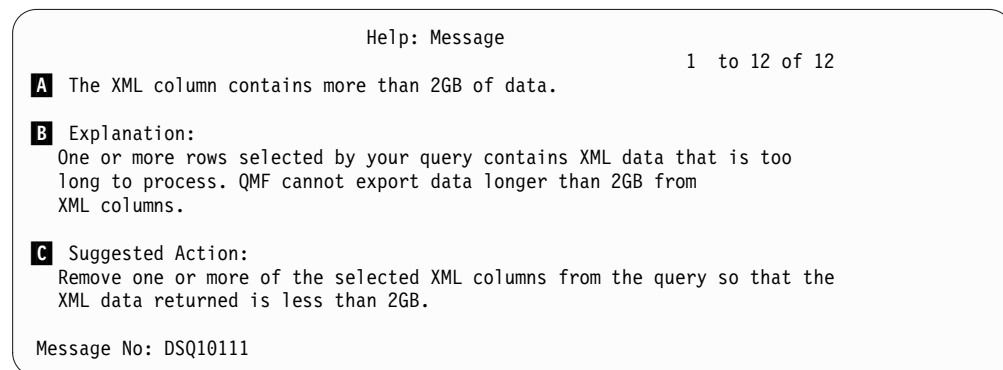 Help: Message
1 to 12 of 12
A The XML column contains more than 2GB of data.
B Explanation:
One or more rows selected by your query contains XML data that is too
long to process. QMF cannot export data longer than 2GB from
XML columns.
C Suggested Action:
Remove one or more of the selected XML columns from the query so that the
XML data returned is less than 2GB.
Message No: DSQ10111